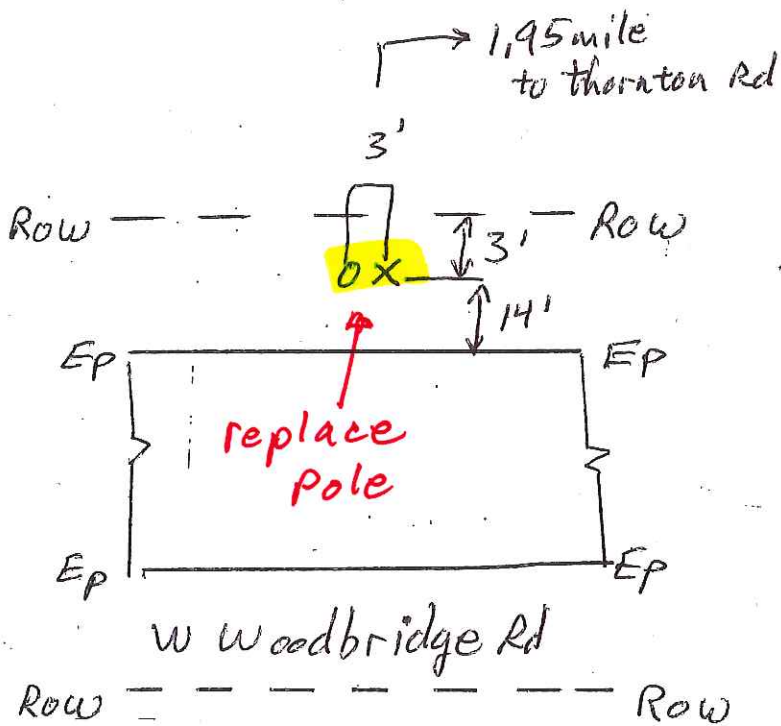 1,95 mile
to thornton Rd
3'
Row Row
3'
O X
14'
Ep Ep
replace
Pole
Ep Ep
W Woodbridge Rd
Row Row